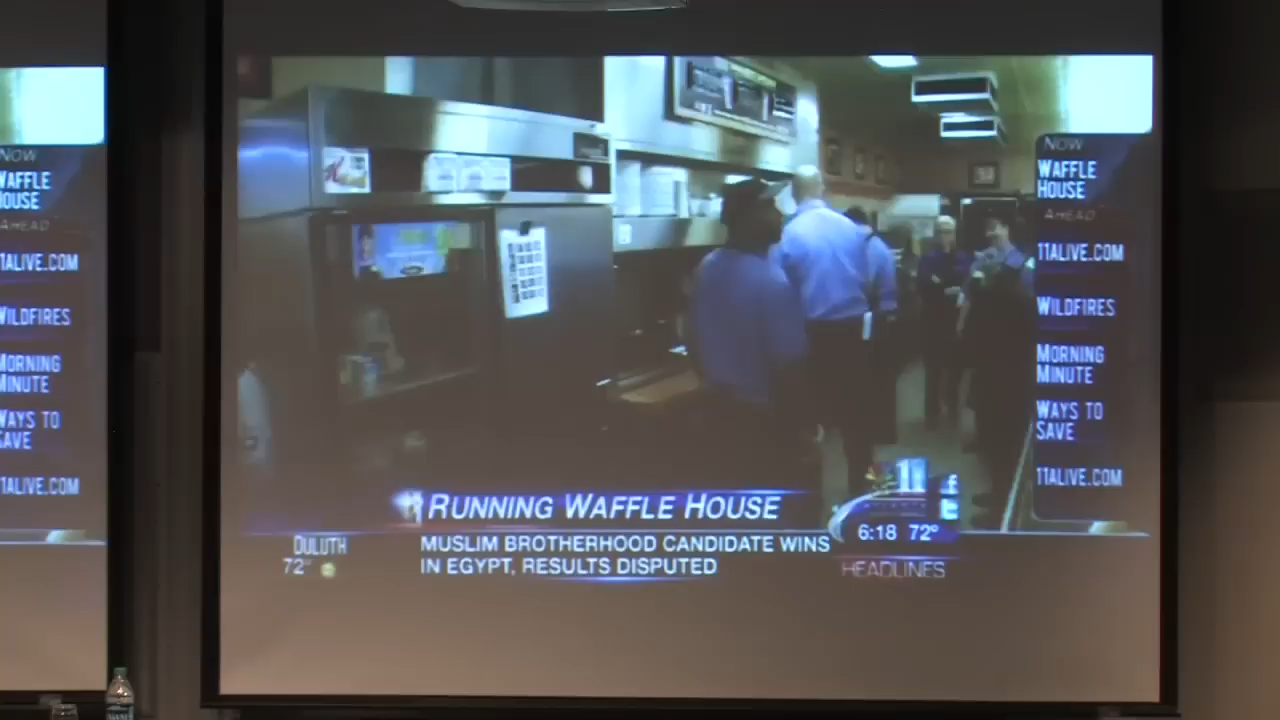 NOW
WAFFLE
HOUSE
AHEAD
11ALIVE.COM
WILDFIRES
MORNING
MINUTE
WAYS TO
SAVE
11ALIVE.COM
RUNNING WAFFLE HOUSE
11
6:18 72°
DULUTH
72°
MUSLIM BROTHERHOOD CANDIDATE WINS
IN EGYPT, RESULTS DISPUTED
HEADLINES
NOW
WAFFLE
HOUSE
AHEAD
11ALIVE.COM
WILDFIRES
MORNING
MINUTE
WAYS TO
SAVE
11ALIVE.COM